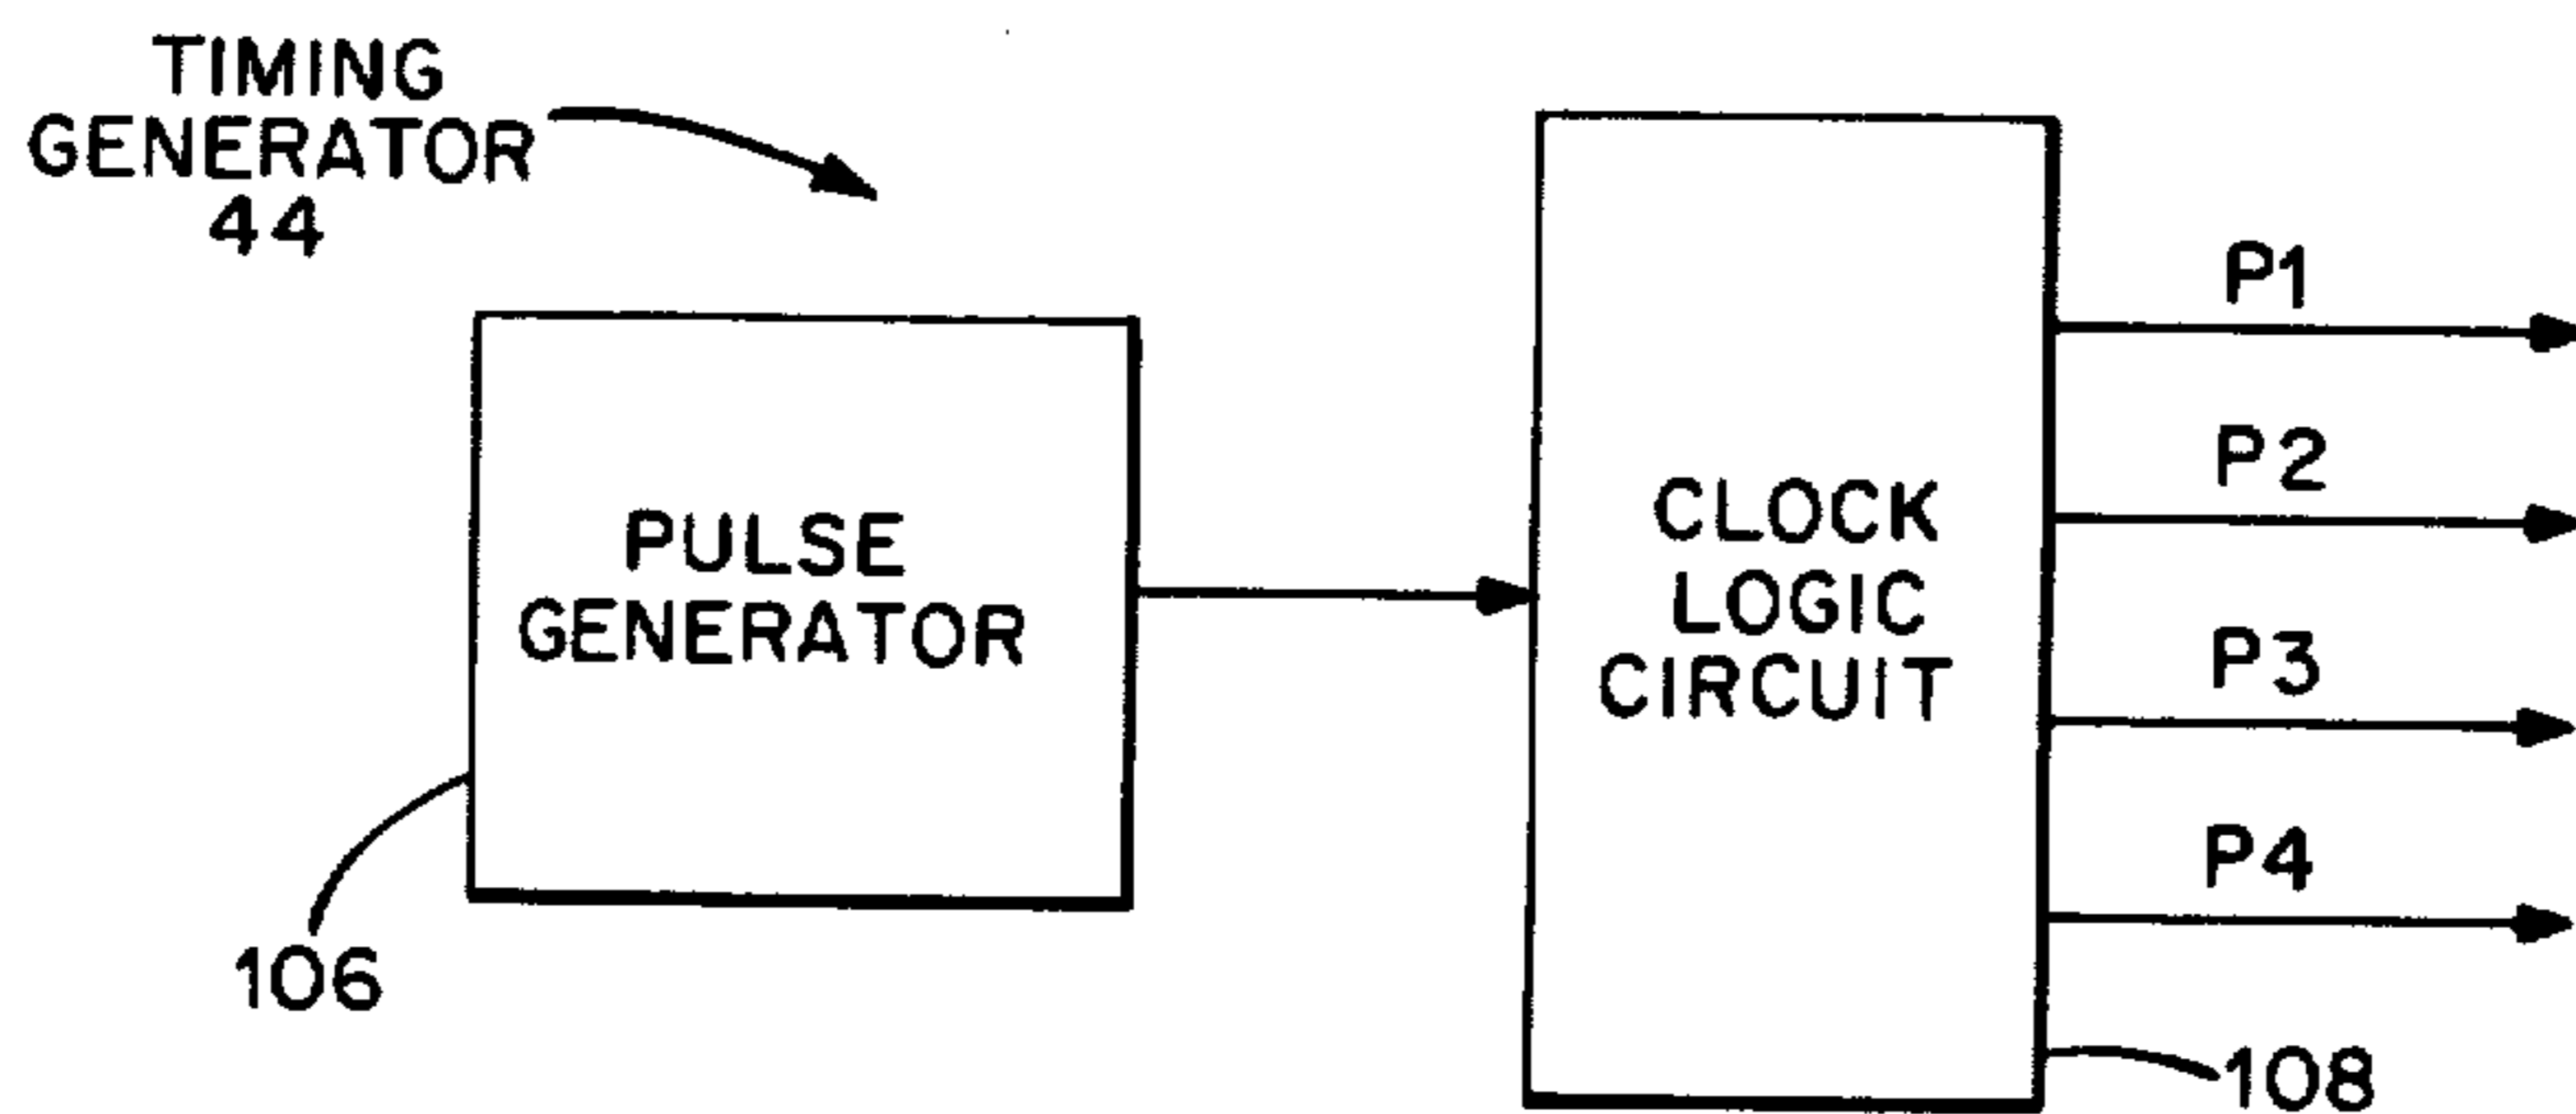 TIMING
GENERATOR
44
PULSE
GENERATOR
106
CLOCK
LOGIC
CIRCUIT
P1
P2
P3
P4
108